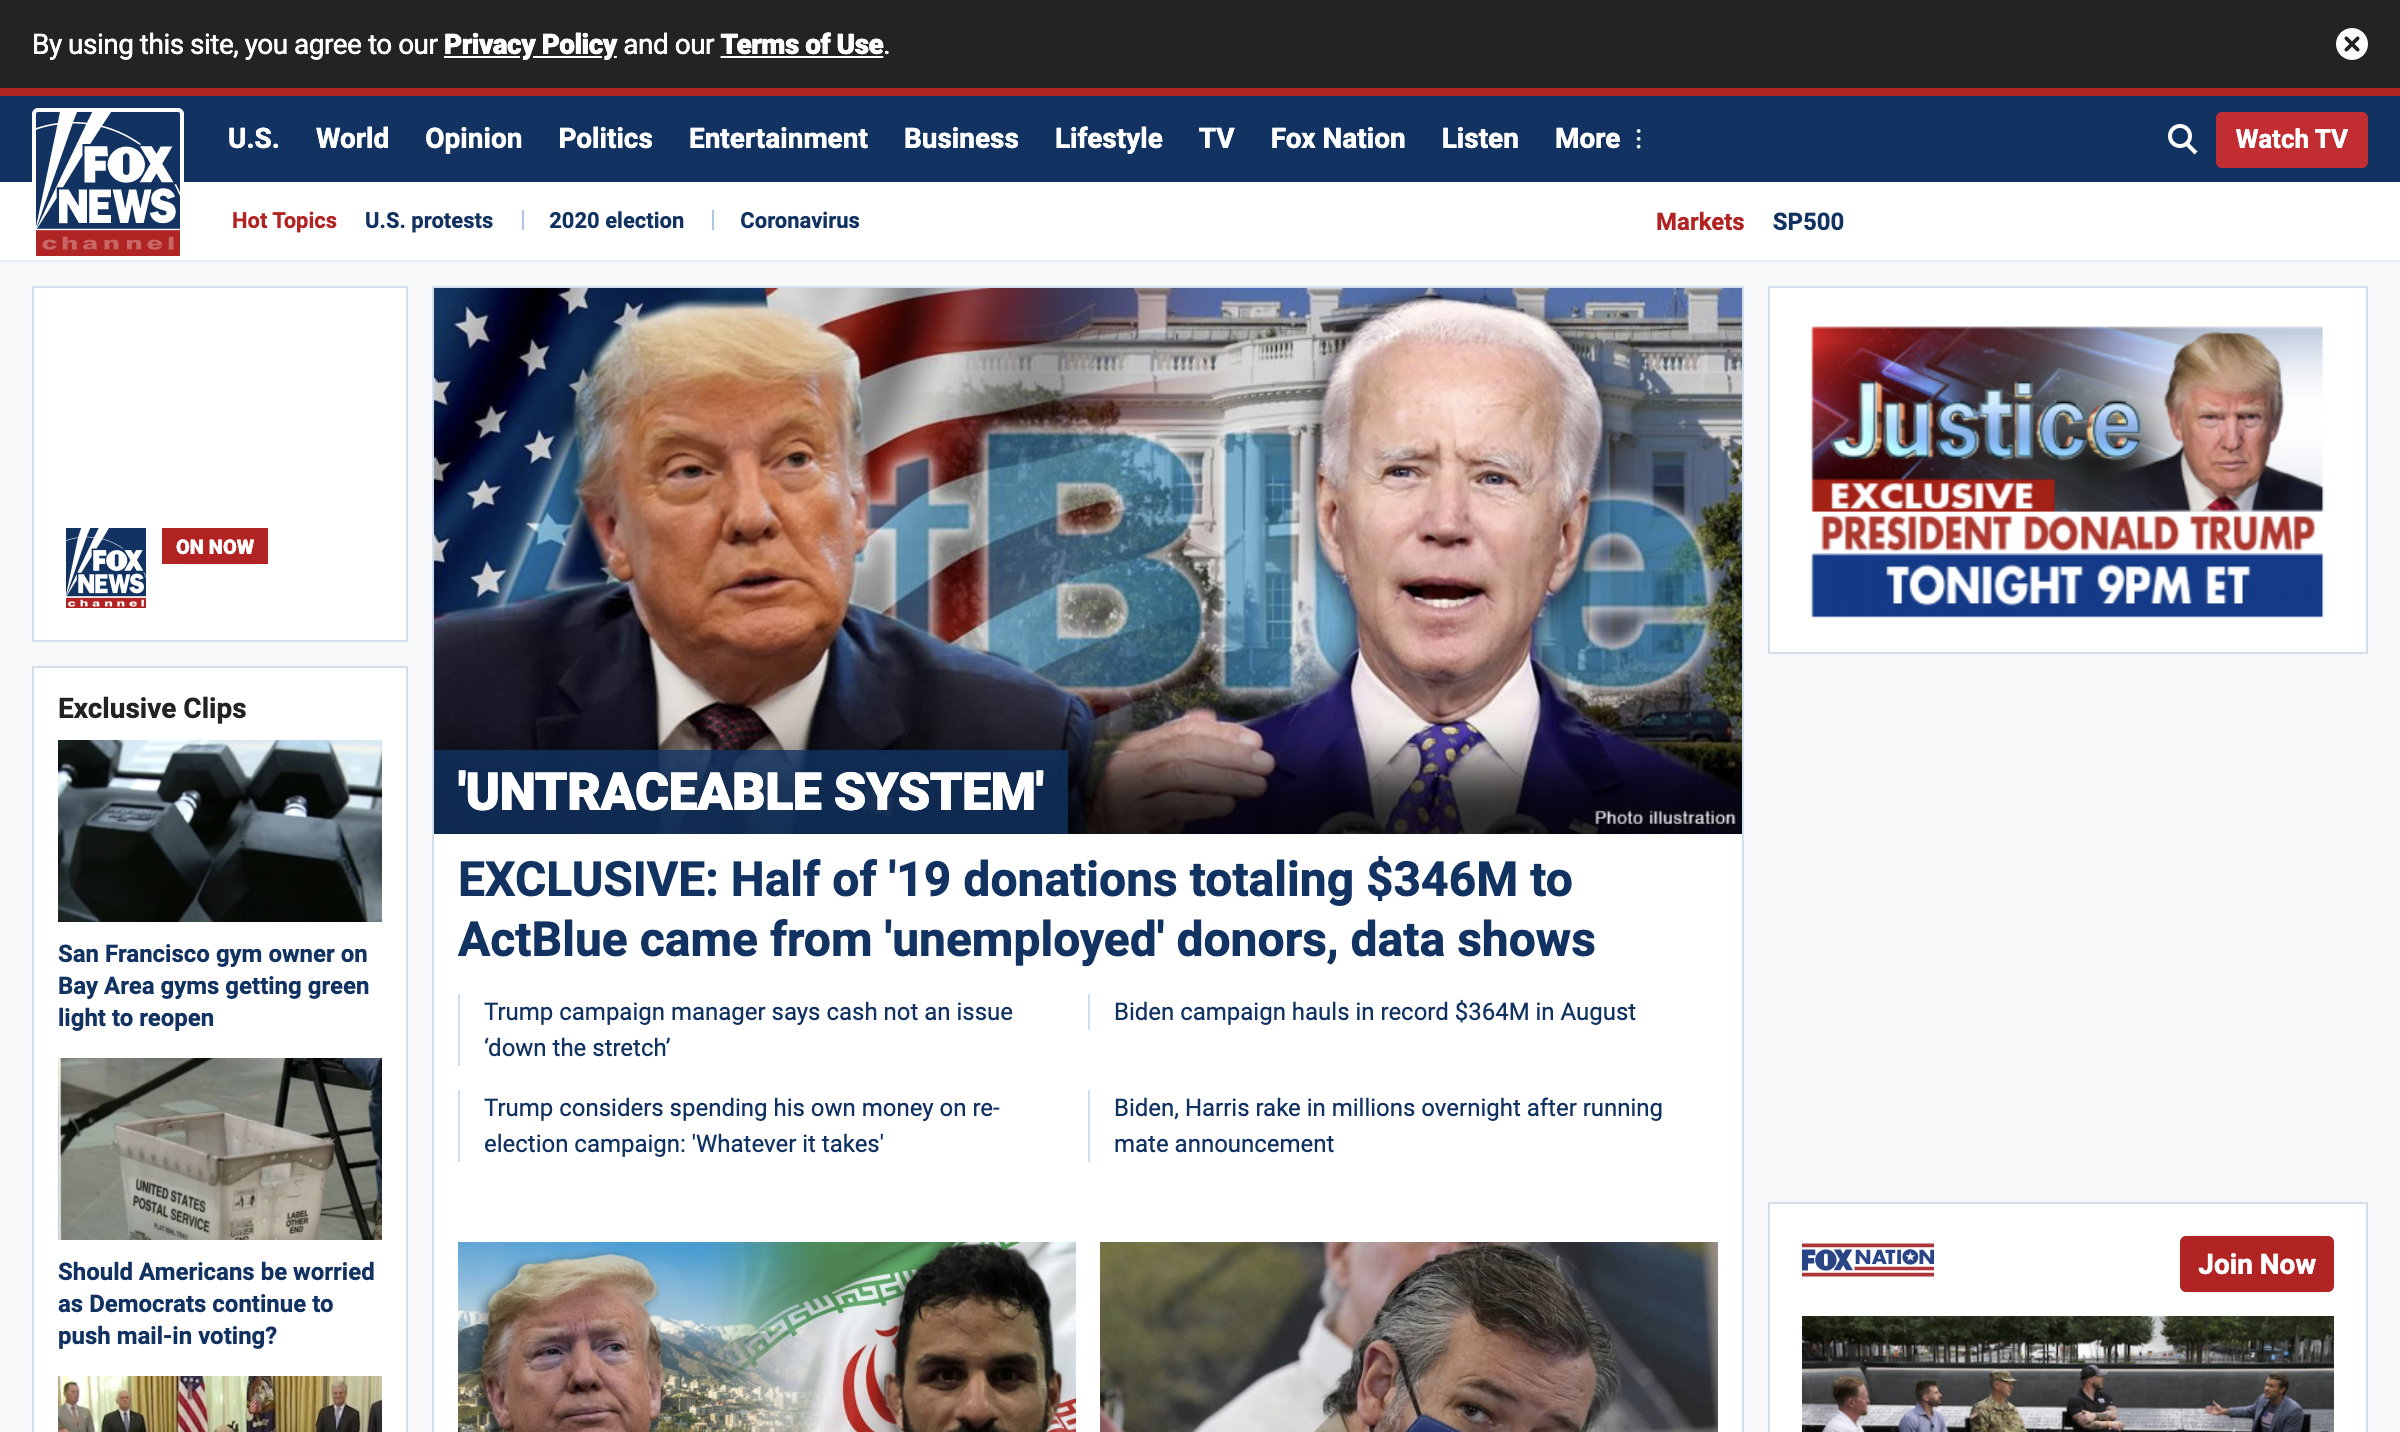 By using this site, you agree to our Privacy Policy and our Terms of Use.
FOX
NEWS
channel
U.S. World Opinion Politics Entertainment Business Lifestyle TV Fox Nation Listen More
Watch TV
Hot Topics U.S. protests 2020 election Coronavirus
Markets SP500
FOX
NEWS
channel
ON NOW
Exclusive Clips
San Francisco gym owner on
Bay Area gyms getting green
light to reopen
UNITED STATES
POSTAL SERVICE
LABEL
OTHER
END
Should Americans be worried
as Democrats continue to
push mail-in voting?
ActBlue
'UNTRACEABLE SYSTEM'
Photo illustration
EXCLUSIVE: Half of '19 donations totaling $346M to
ActBlue came from 'unemployed' donors, data shows
Trump campaign manager says cash not an issue
‘down the stretch’
Biden campaign hauls in record $364M in August
Trump considers spending his own money on re-
election campaign: 'Whatever it takes'
Biden, Harris rake in millions overnight after running
mate announcement
Justice
EXCLUSIVE
PRESIDENT DONALD TRUMP
TONIGHT 9PM ET
FOX NATION
Join Now